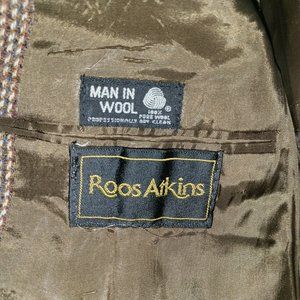 MAN IN
WOOL
®
100%
PURE WOOL
PROFESSIONALLY DRY CLEAN
Roos Atkins